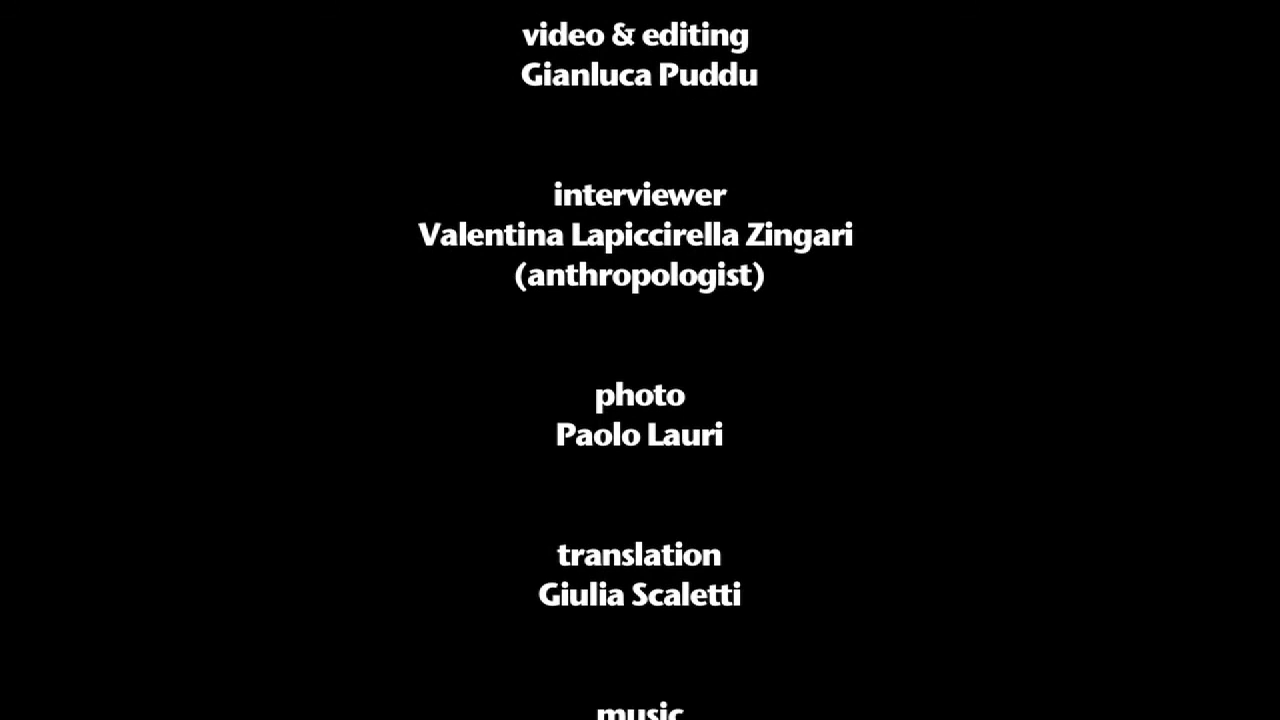 video & editing
Gianluca Puddu
interviewer
Valentina Lapiccirella Zingari
(anthropologist)
photo
Paolo Lauri
translation
Giulia Scaletti
music